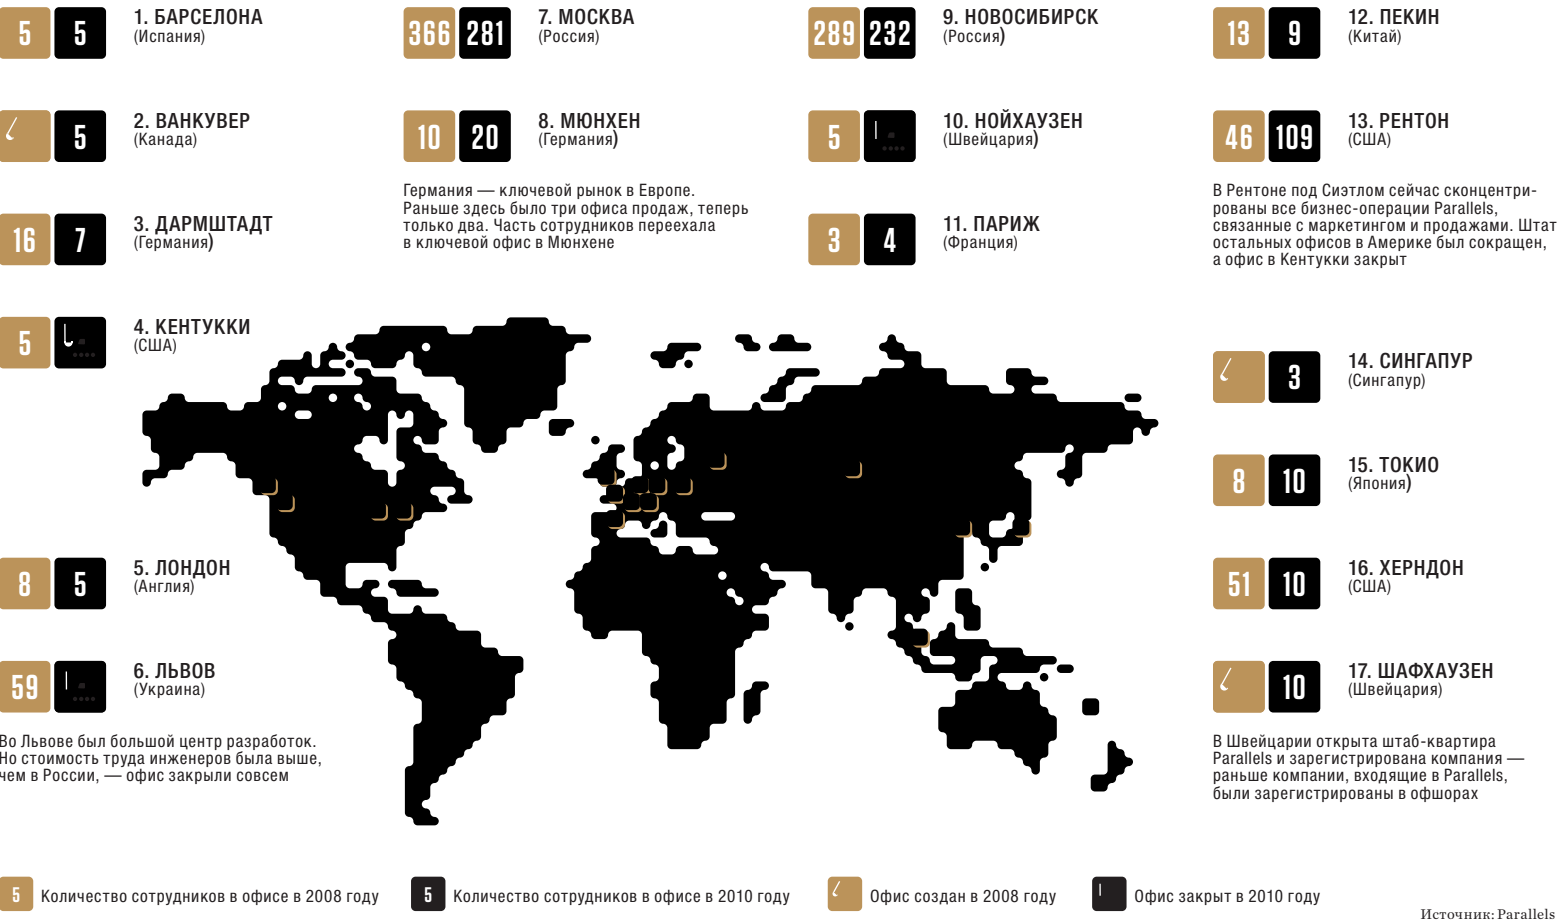 5 5 1. БАРСЕЛОНА
(Испания)
5 2. ВАНКУВЕР
(Канада)
16 7 3. ДАРМШТАДТ
(Германия)
5 4. КЕНТУККИ
(США)
8 5 5. ЛОНДОН
(Англия)
59 6. ЛЬВОВ
(Украина)
Во Львове был большой центр разработок.
Но стоимость труда инженеров была выше,
чем в России, — офис закрыли совсем
366 281 7. МОСКВА
(Россия)
10 20 8. МЮНХЕН
(Германия)
Германия — ключевой рынок в Европе.
Раньше здесь было три офиса продаж, теперь
только два. Часть сотрудников переехала
в ключевой офис в Мюнхене
289 232 9. НОВОСИБИРСК
(Россия)
5 10. НОЙХАУЗЕН
(Швейцария)
3 4 11. ПАРИЖ
(Франция)
13 9 12. ПЕКИН
(Китай)
46 109 13. РЕНТОН
(США)
В Рентоне под Сиэтлом сейчас сконцентри-
рованы все бизнес-операции Parallels,
связанные с маркетингом и продажами. Штат
остальных офисов в Америке был сокращен,
а офис в Кентукки закрыт
3 14. СИНГАПУР
(Сингапур)
8 10 15. ТОКИО
(Япония)
51 10 16. ХЕРНДОН
(США)
10 17. ШАФХАУЗЕН
(Швейцария)
В Швейцарии открыта штаб-квартира
Parallels и зарегистрирована компания —
раньше компании, входящие в Parallels,
были зарегистрированы в офшорах
5 Количество сотрудников в офисе в 2008 году
5 Количество сотрудников в офисе в 2010 году
Офис создан в 2008 году
Офис закрыт в 2010 году
Источник: Parallels